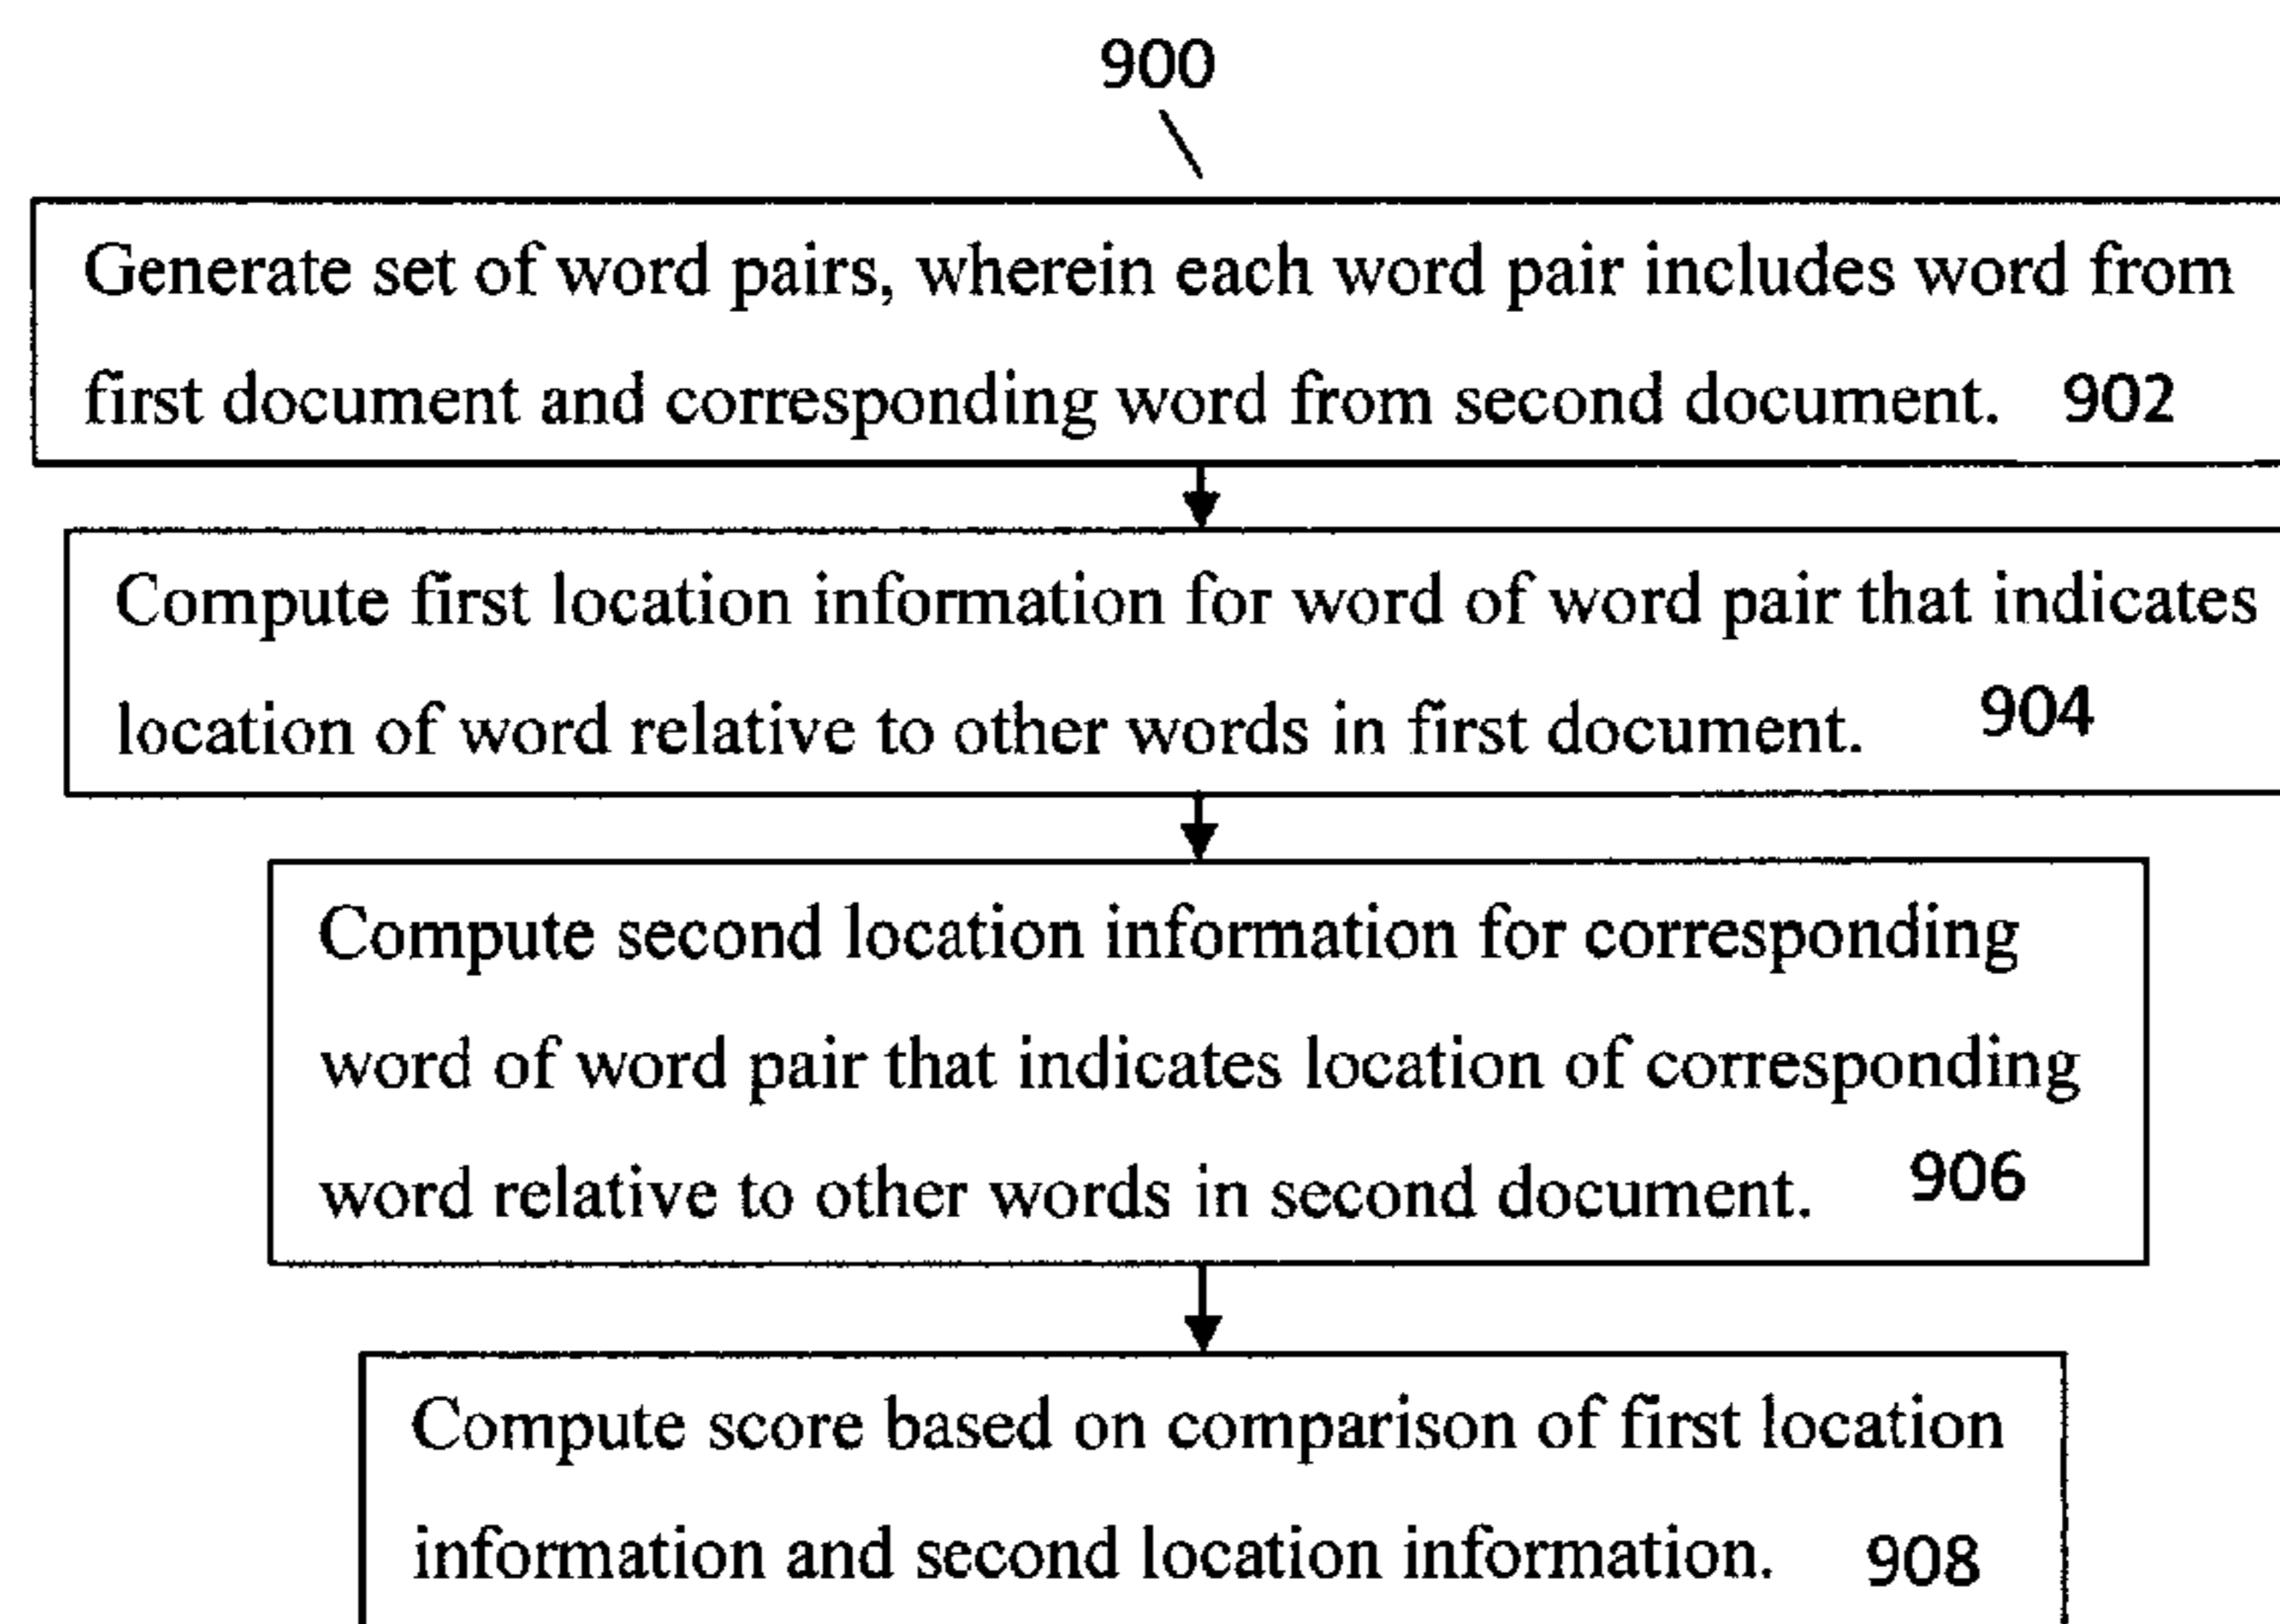 900
Generate set of word pairs, wherein each word pair includes word from
first document and corresponding word from second document. 902
Compute first location information for word of word pair that indicates
location of word relative to other words in first document. 904
Compute second location information for corresponding
word of word pair that indicates location of corresponding
word relative to other words in second document. 906
Compute score based on comparison of first location
information and second location information. 908